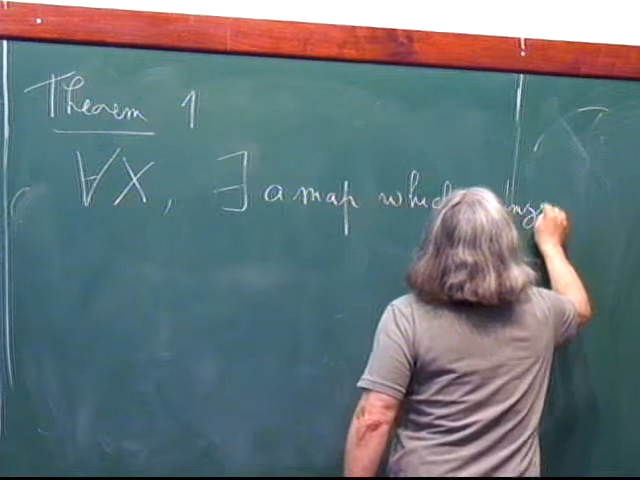 Theorem 1
∀X, ∃ a map which